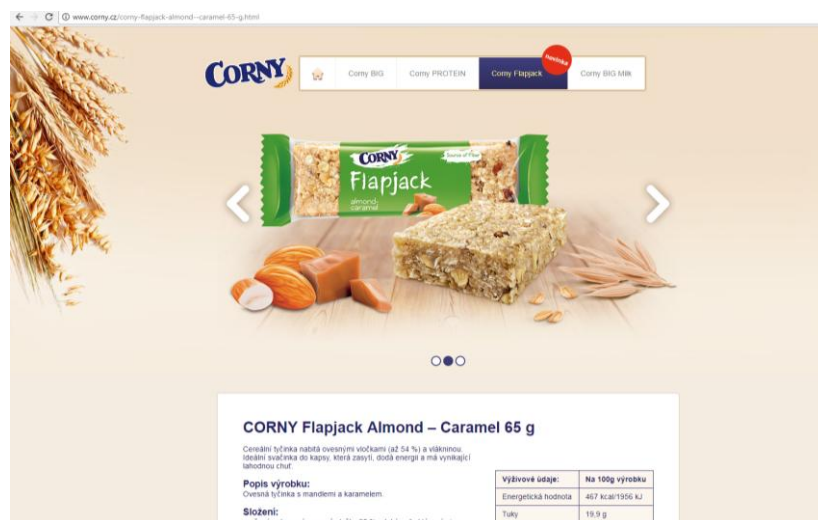 www.corny.cz/corny-flapjack-almond--caramel-65-g.html
CORNY
Corny BIG
Corny PROTEIN
Corny Flapjack
novinka
Corny BIG Milk
CORNY
Source of Fiber
Flapjack
almond-
caramel
CORNY Flapjack Almond – Caramel 65 g
Cereální tyčinka nabitá ovesnými vločkami (až 54 %) a vlákninou.
Ideální svačinka do kapsy, která zasytí, dodá energii a má vynikající
lahodnou chuť.
Popis výrobku:
Ovesná tyčinka s mandlemi a karamelem.
Složení:
Výživové údaje: Na 100g výrobku
Energetická hodnota 467 kcal/1956 kJ
Tuky 19,9 g